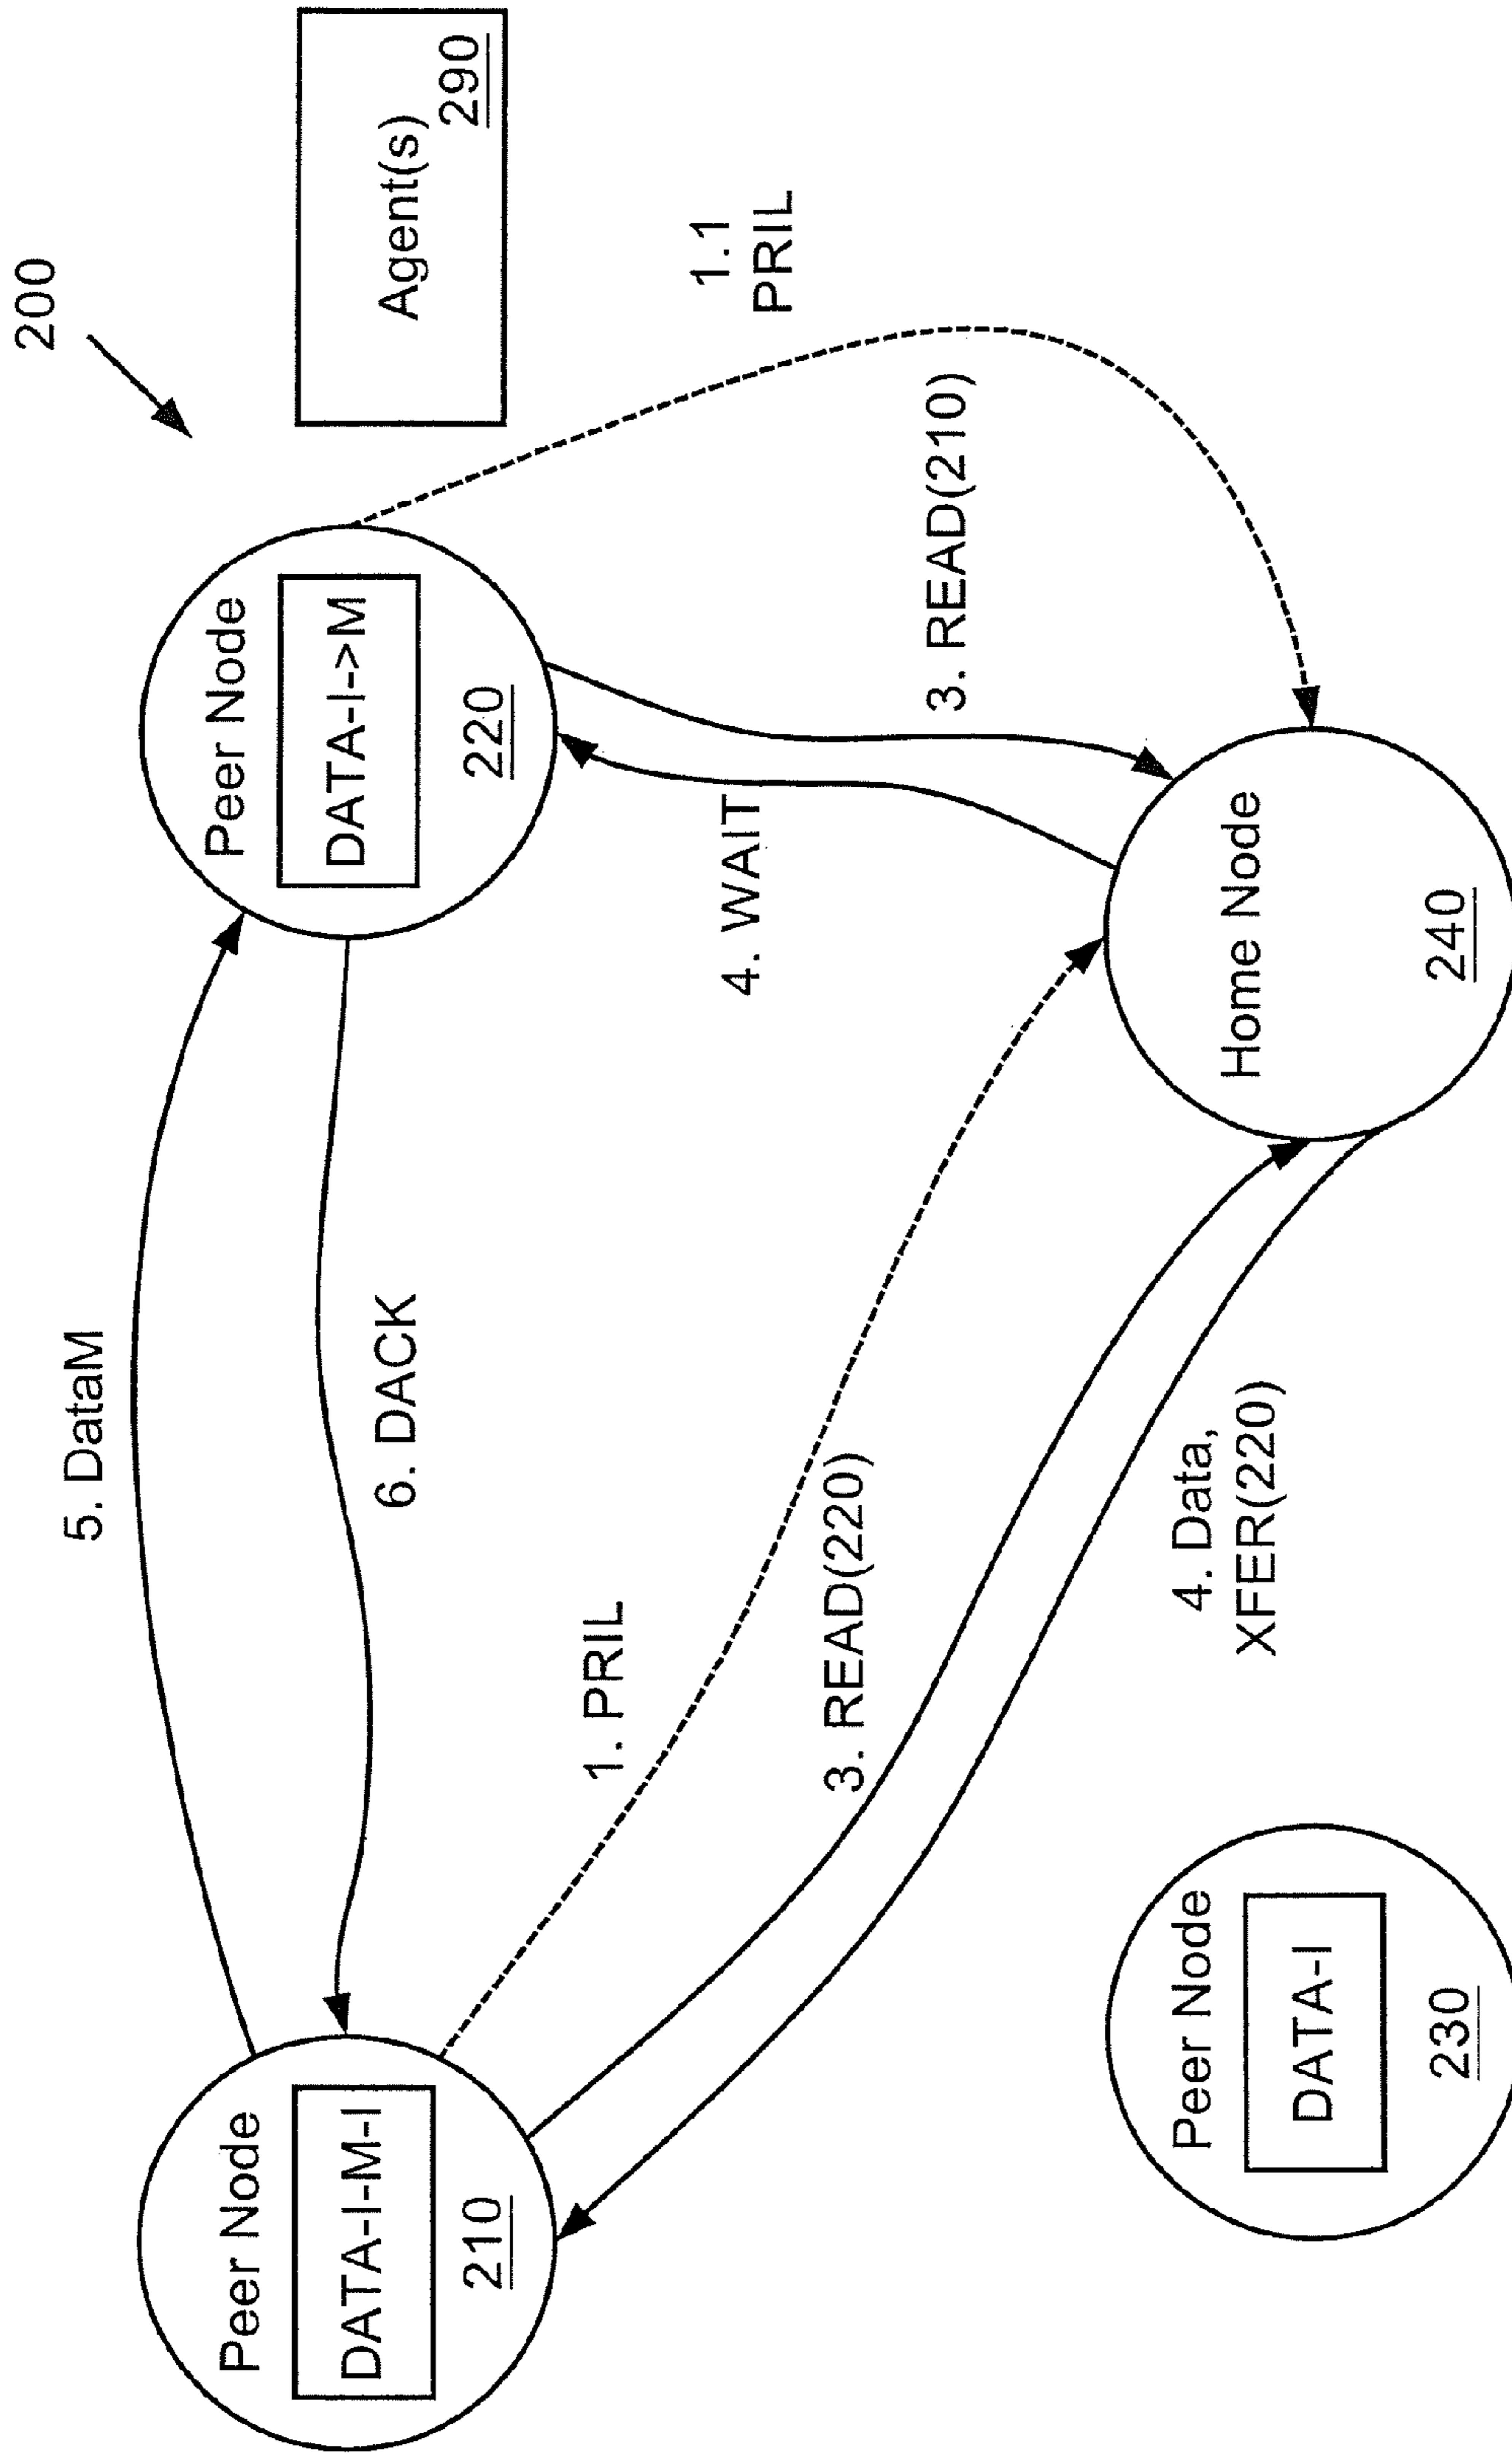 200
Agent(s)
290
Peer Node
DATA-I-M-I
210
5. DataM
6. DACK
Peer Node
DATA-I->M
220
1.1
PRIL
1. PRIL
3. READ(220)
4. Data,
XFER(220)
4. WAIT
3. READ(210)
Peer Node
DATA-I
230
Home Node
240